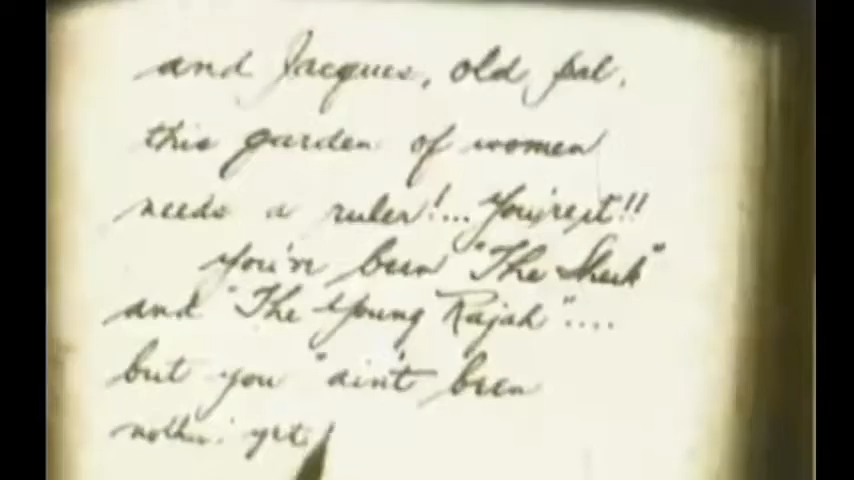 and Jacques, old pal,
this garden of women
needs a ruler!... You're it!!
you've been "The Sheik"
and "The Young Rajah"....
but you ain't been
nothin' yet